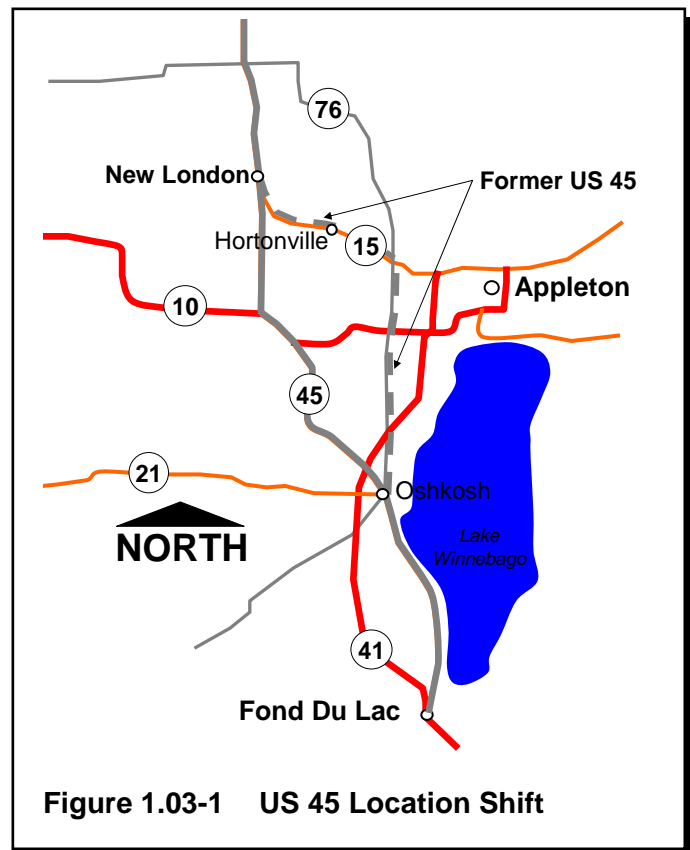 76
New London
Former US 45
Hortonville
15
Appleton
10
45
21
Oshkosh
NORTH
Lake
Winnebago
41
Fond Du Lac
Figure 1.03-1 US 45 Location Shift